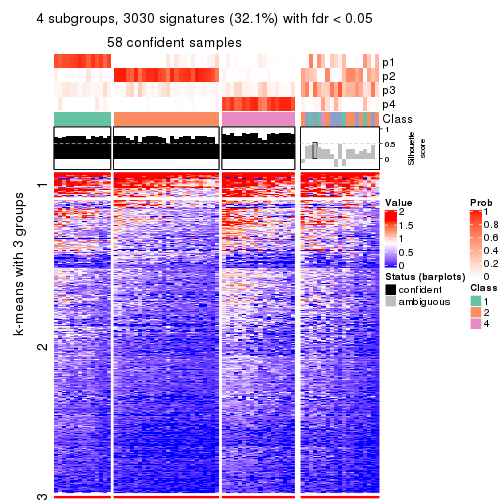 4 subgroups, 3030 signatures (32.1%) with fdr < 0.05
58 confident samples
p1
p2
p3
p4
Class
1
0.5
0
Silhouette
score
k-means with 3 groups
1
2
3
Value
2
1.5
1
0.5
0
Status (barplots)
confident
ambiguous
Prob
1
0.8
0.6
0.4
0.2
0
Class
1
2
4